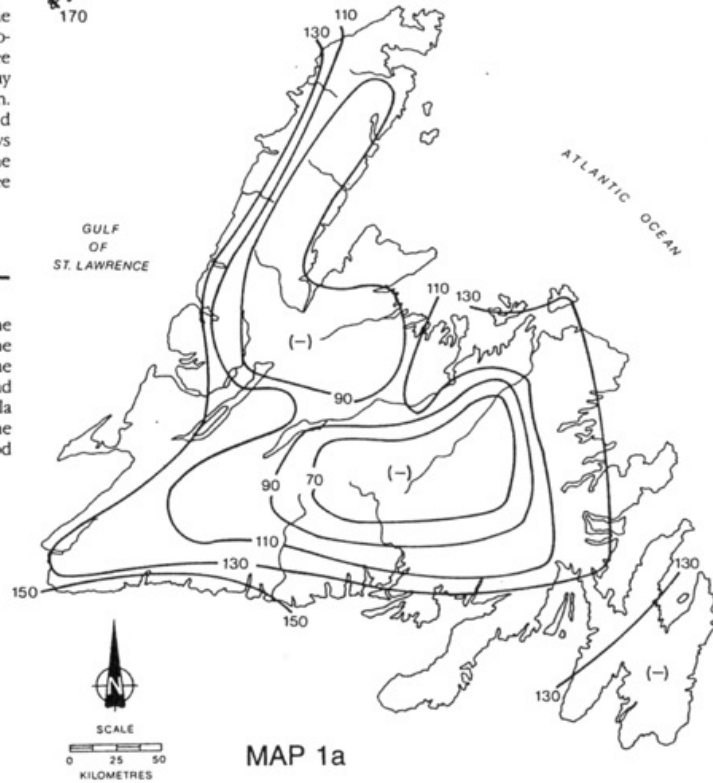 170
110
130
ATLANTIC OCEAN
GULF
OF
ST. LAWRENCE
110
130
(-)
90
(-)
90
70
110
130
130
150
150
130
(-)
N
SCALE
0 25 50
KILOMETRES
MAP 1a